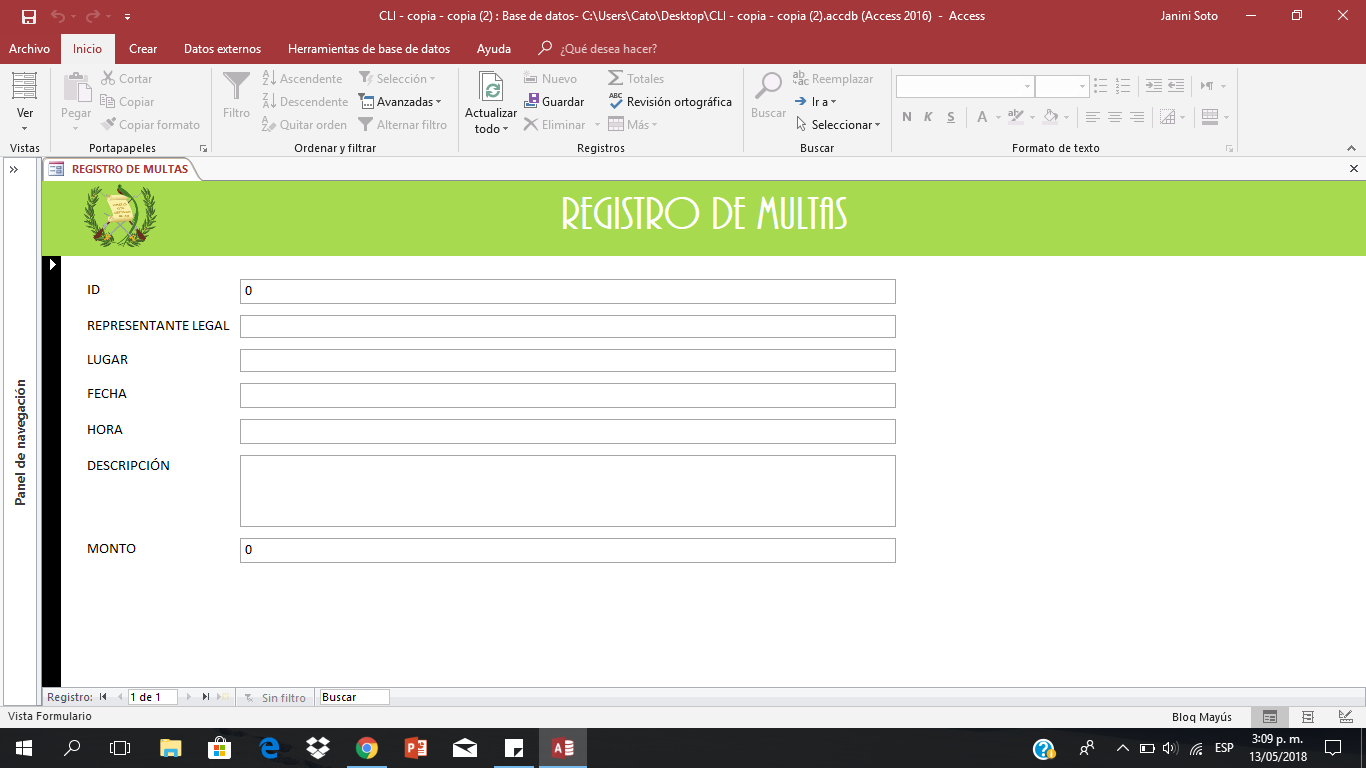 CLI - copia - copia (2) : Base de datos- C:\Users\Cato\Desktop\CLI - copia - copia (2).accdb (Access 2016) - Access
Janini Soto
Archivo Inicio Crear Datos externos Herramientas de base de datos Ayuda ¿Qué desea hacer?
Ver
Vistas
Pegar
Cortar
Copiar
Copiar formato
Portapapeles
Filtro
Ascendente
Descendente
Quitar orden
Selección
Avanzadas
Alternar filtro
Ordenar y filtrar
Actualizar
todo
Nuevo
Guardar
Eliminar
Totales
Revisión ortográfica
Más
Registros
Buscar
Reemplazar
Ir a
Seleccionar
Buscar
N K S A
Formato de texto
REGISTRO DE MULTAS
Panel de navegación
REGISTRO DE MULTAS
ID 0
REPRESENTANTE LEGAL
LUGAR
FECHA
HORA
DESCRIPCIÓN
MONTO 0
Registro: 1 de 1 Sin filtro Buscar
Vista Formulario
Bloq Mayús
ESP
3:09 p. m.
13/05/2018